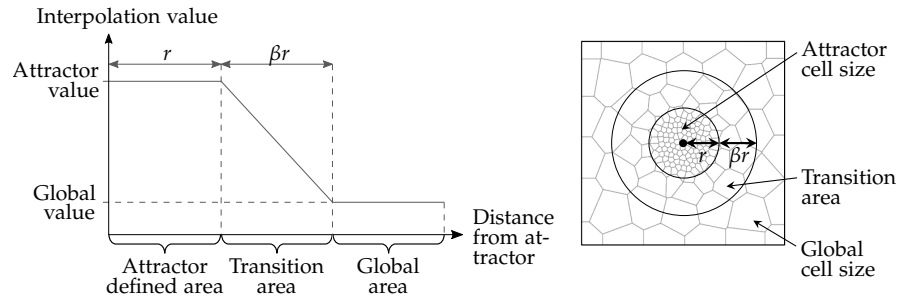 Interpolation value
r
βr
Attractor
value
Global
value
Distance
from at-
tractor
Attractor
defined area
Transition
area
Global
area
Attractor
cell size
r
βr
Transition
area
Global
cell size